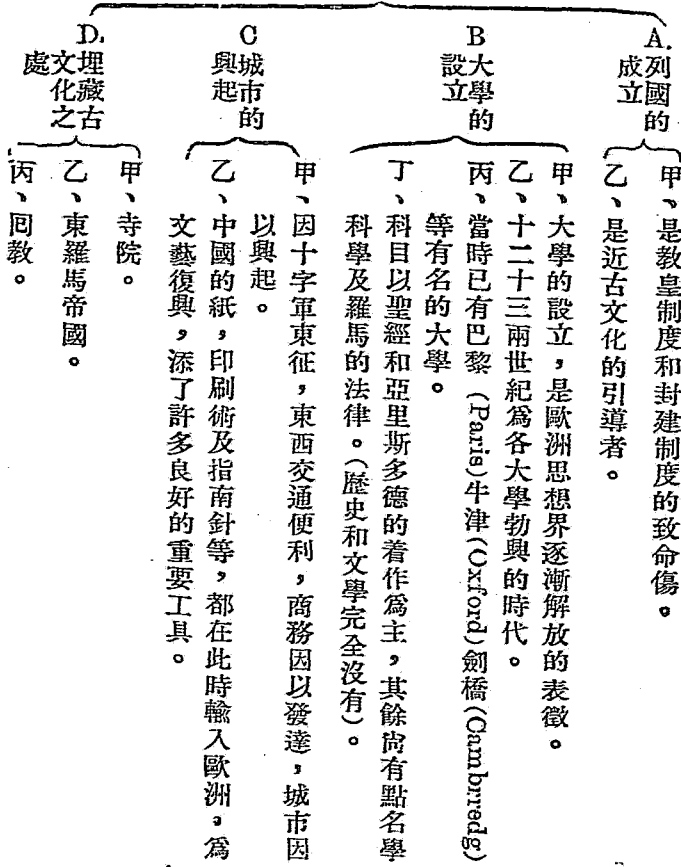 A.列國的
成立
甲、是教皇制度和封建制度的致命傷。
乙、是近古文化的引導者。
B大學的
設立
甲、大學的設立，是歐洲思想界逐漸解放的表徵。
乙、十二十三兩世紀爲各大學勃興的時代。
丙、當時已有巴黎 (Paris)牛津(Oxford)劍橋(Cambrredg)
等有名的大學。
丁、科目以聖經和亞里斯多德的着作爲主，其餘尙有點名學
科學及羅馬的法律。(歷史和文學完全沒有)。
C城市的
興起
甲、因十字軍東征，東西交通便利，商務因以發達，城市因
以興起。
乙、中國的紙，印刷術及指南針等，都在此時輸入歐洲。爲
文藝復興，添了許多良好的重要工具。
D.埋藏古
文化之
處
甲、寺院。
乙、東羅馬帝國。
丙、囘教。